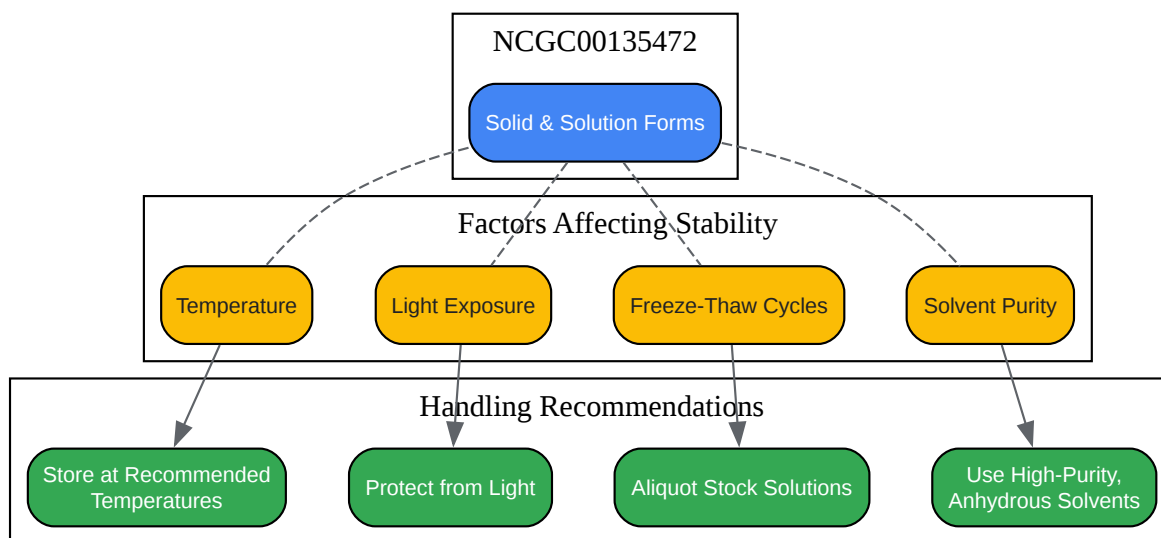 NCGC00135472
Solid & Solution Forms
Factors Affecting Stability
Temperature
Light Exposure
Freeze-Thaw Cycles
Solvent Purity
Handling Recommendations
Store at Recommended
Temperatures
Protect from Light
Aliquot Stock Solutions
Use High-Purity,
Anhydrous Solvents